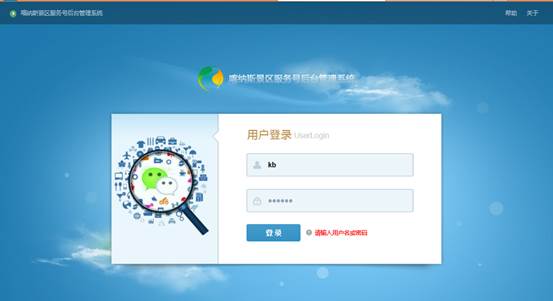 喀纳斯景区服务号后台管理系统
帮助 关于
喀纳斯景区服务号后台管理系统
用户登录 UserLogin
kb
登 录
请输入用户名或密码